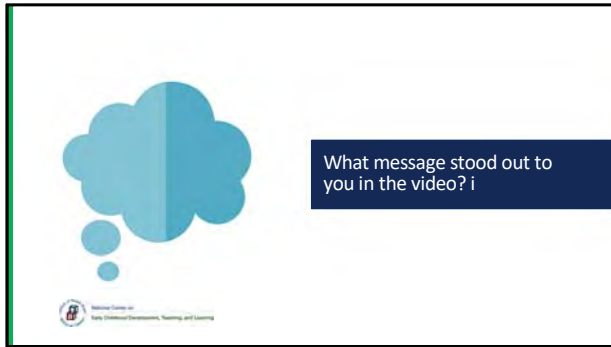 What message stood out to
you in the video? i
National Center on
Early Childhood Development, Teaching, and Learning